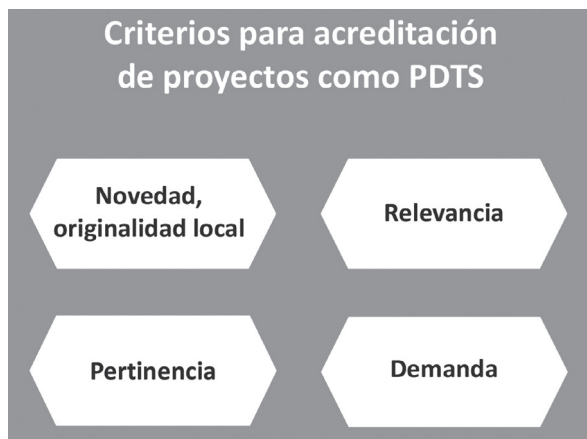 Criterios para acreditación
de proyectos como PDTS
Novedad,
originalidad local
Relevancia
Pertinencia
Demanda